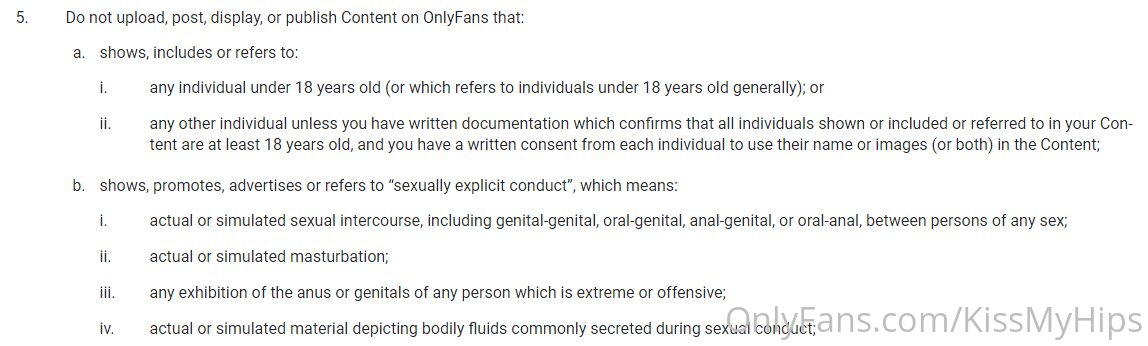 5. Do not upload, post, display, or publish Content on OnlyFans that:
a. shows, includes or refers to:
i. any individual under 18 years old (or which refers to individuals under 18 years old generally); or
ii. any other individual unless you have written documentation which confirms that all individuals shown or included or referred to in your Con-
tent are at least 18 years old, and you have a written consent from each individual to use their name or images (or both) in the Content;
b. shows, promotes, advertises or refers to “sexually explicit conduct”, which means:
i. actual or simulated sexual intercourse, including genital-genital, oral-genital, anal-genital, or oral-anal, between persons of any sex;
ii. actual or simulated masturbation;
iii. any exhibition of the anus or genitals of any person which is extreme or offensive;
iv. actual or simulated material depicting bodily fluids commonly secreted during sexual conduct;
OnlyFans.com/KissMyHips